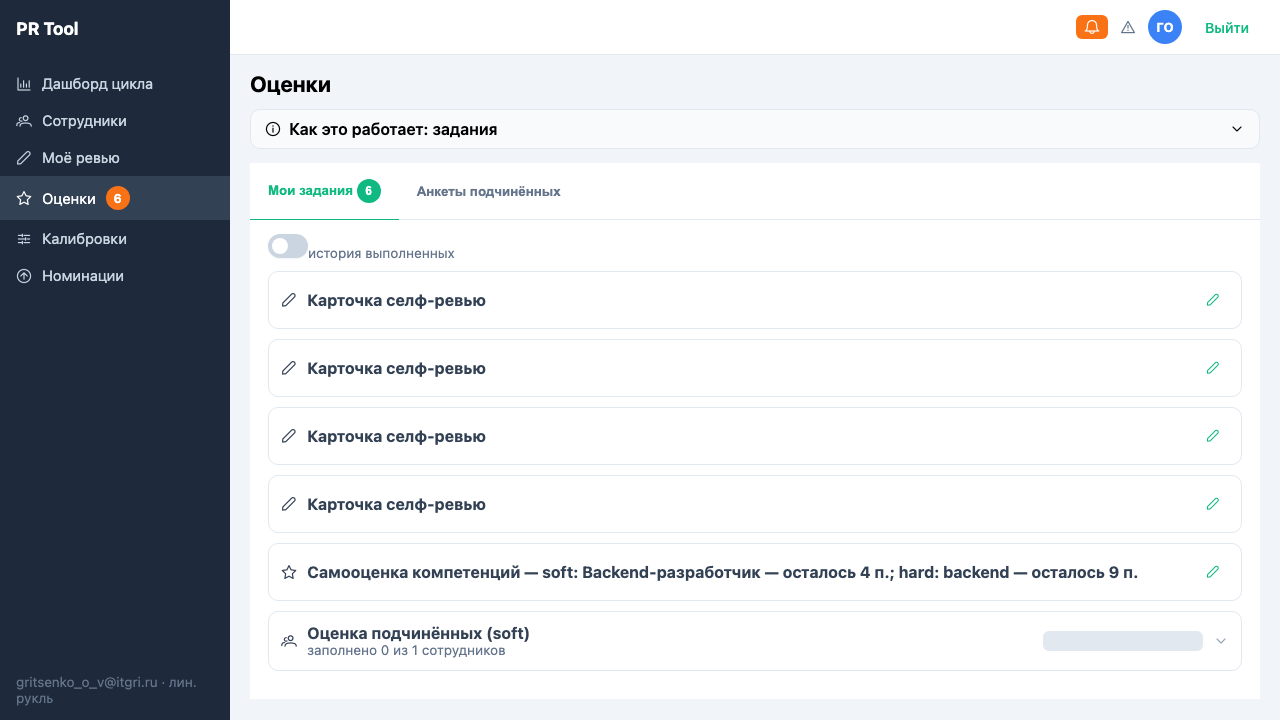 PR Tool
Дашборд цикла
Сотрудники
Моё ревью
Оценки 6
Калибровки
Номинации
gritsenko_o_v@itgri.ru · лин.
рукль
ГО
Выйти
Оценки
Как это работает: задания
Мои задания 6
Анкеты подчинённых
история выполненных
Карточка селф-ревью
Карточка селф-ревью
Карточка селф-ревью
Карточка селф-ревью
Самооценка компетенций — soft: Backend-разработчик — осталось 4 п.; hard: backend — осталось 9 п.
Оценка подчинённых (soft)
заполнено 0 из 1 сотрудников